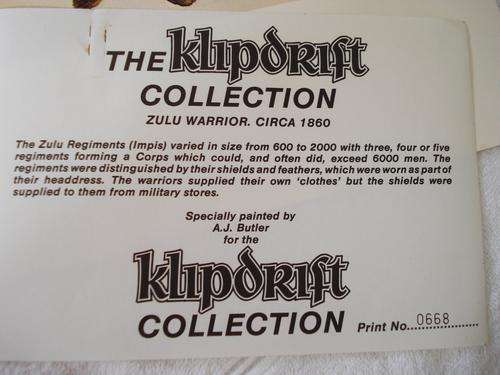 THE klipdrift
COLLECTION
ZULU WARRIOR. CIRCA 1860
The Zulu Regiments (Impis) varied in size from 600 to 2000 with three, four or five
regiments forming a Corps which could, and often did, exceed 6000 men. The
regiments were distinguished by their shields and feathers, which were worn as part of
their headdress. The warriors supplied their own 'clothes' but the shields were
supplied to them from military stores.
Specially painted by
A.J. Butler
for the
klipdrift
COLLECTION
Print No. 0668